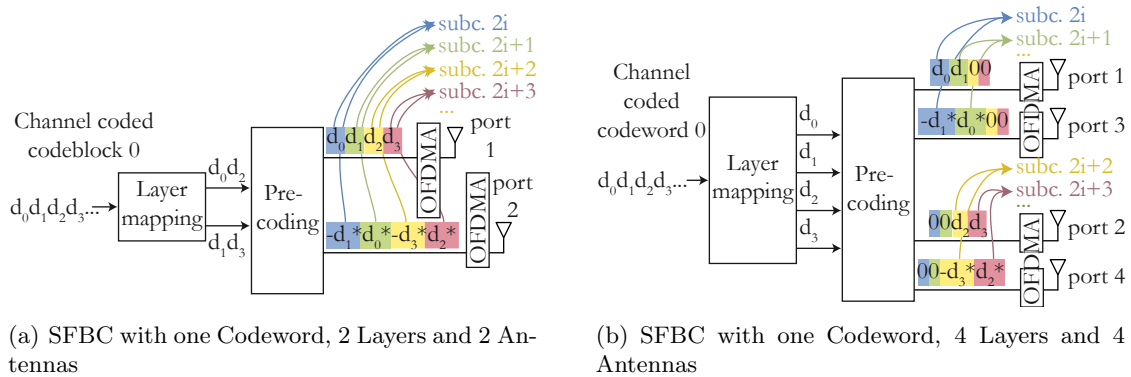 subc. 2i
subc. 2i+1
subc. 2i+2
subc. 2i+3
...
Channel coded
codeblock 0
d₀d₁d₂d₃...
Layer
mapping
d₀d₂
d₁d₃
Pre-
coding
d₀d₁d₂d₃
-d₁*d₀*-d₃*d₂*
OFDMA
port
1
OFDMA
port
2
(a) SFBC with one Codeword, 2 Layers and 2 An-
tennas
subc. 2i
subc. 2i+1
...
Channel
coded
codeword 0
d₀d₁d₂d₃...
Layer
mapping
d₀
d₁
d₂
d₃
Pre-
coding
d₀d₁00
OFDMA
port 1
-d₁*d₀*00
OFDMA
port 3
subc. 2i+2
subc. 2i+3
...
00d₂d₃
OFDMA
port 2
00-d₃*d₂*
OFDMA
port 4
(b) SFBC with one Codeword, 4 Layers and 4
Antennas